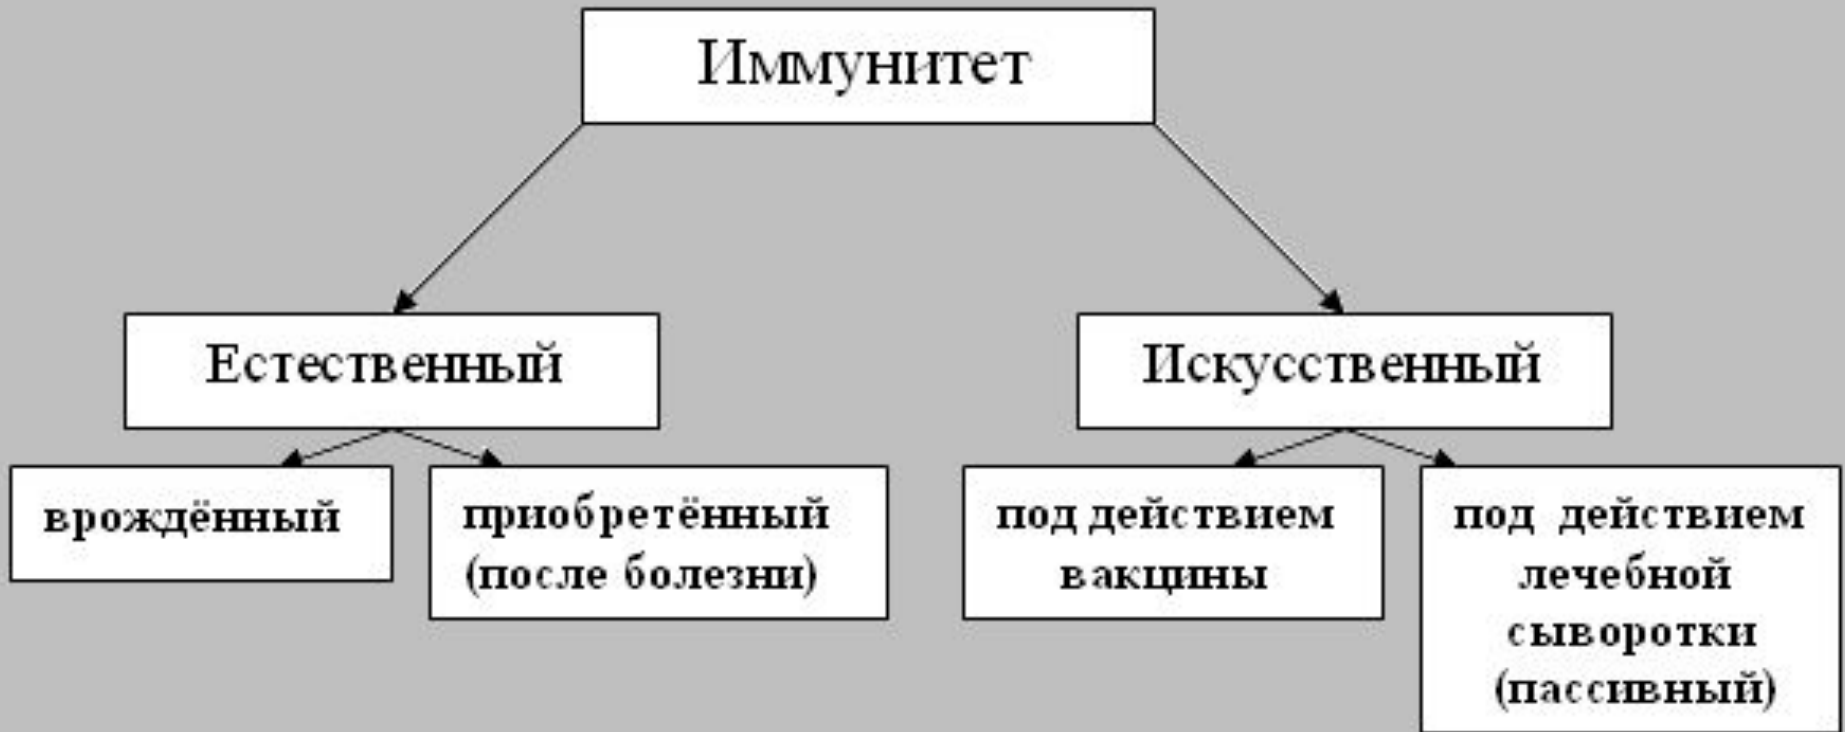 Иммунитет
Естественный
Искусственный
врождённый
приобретённый
(после болезни)
под действием
вакцины
под действием
лечебной
сыворотки
(пассивный)